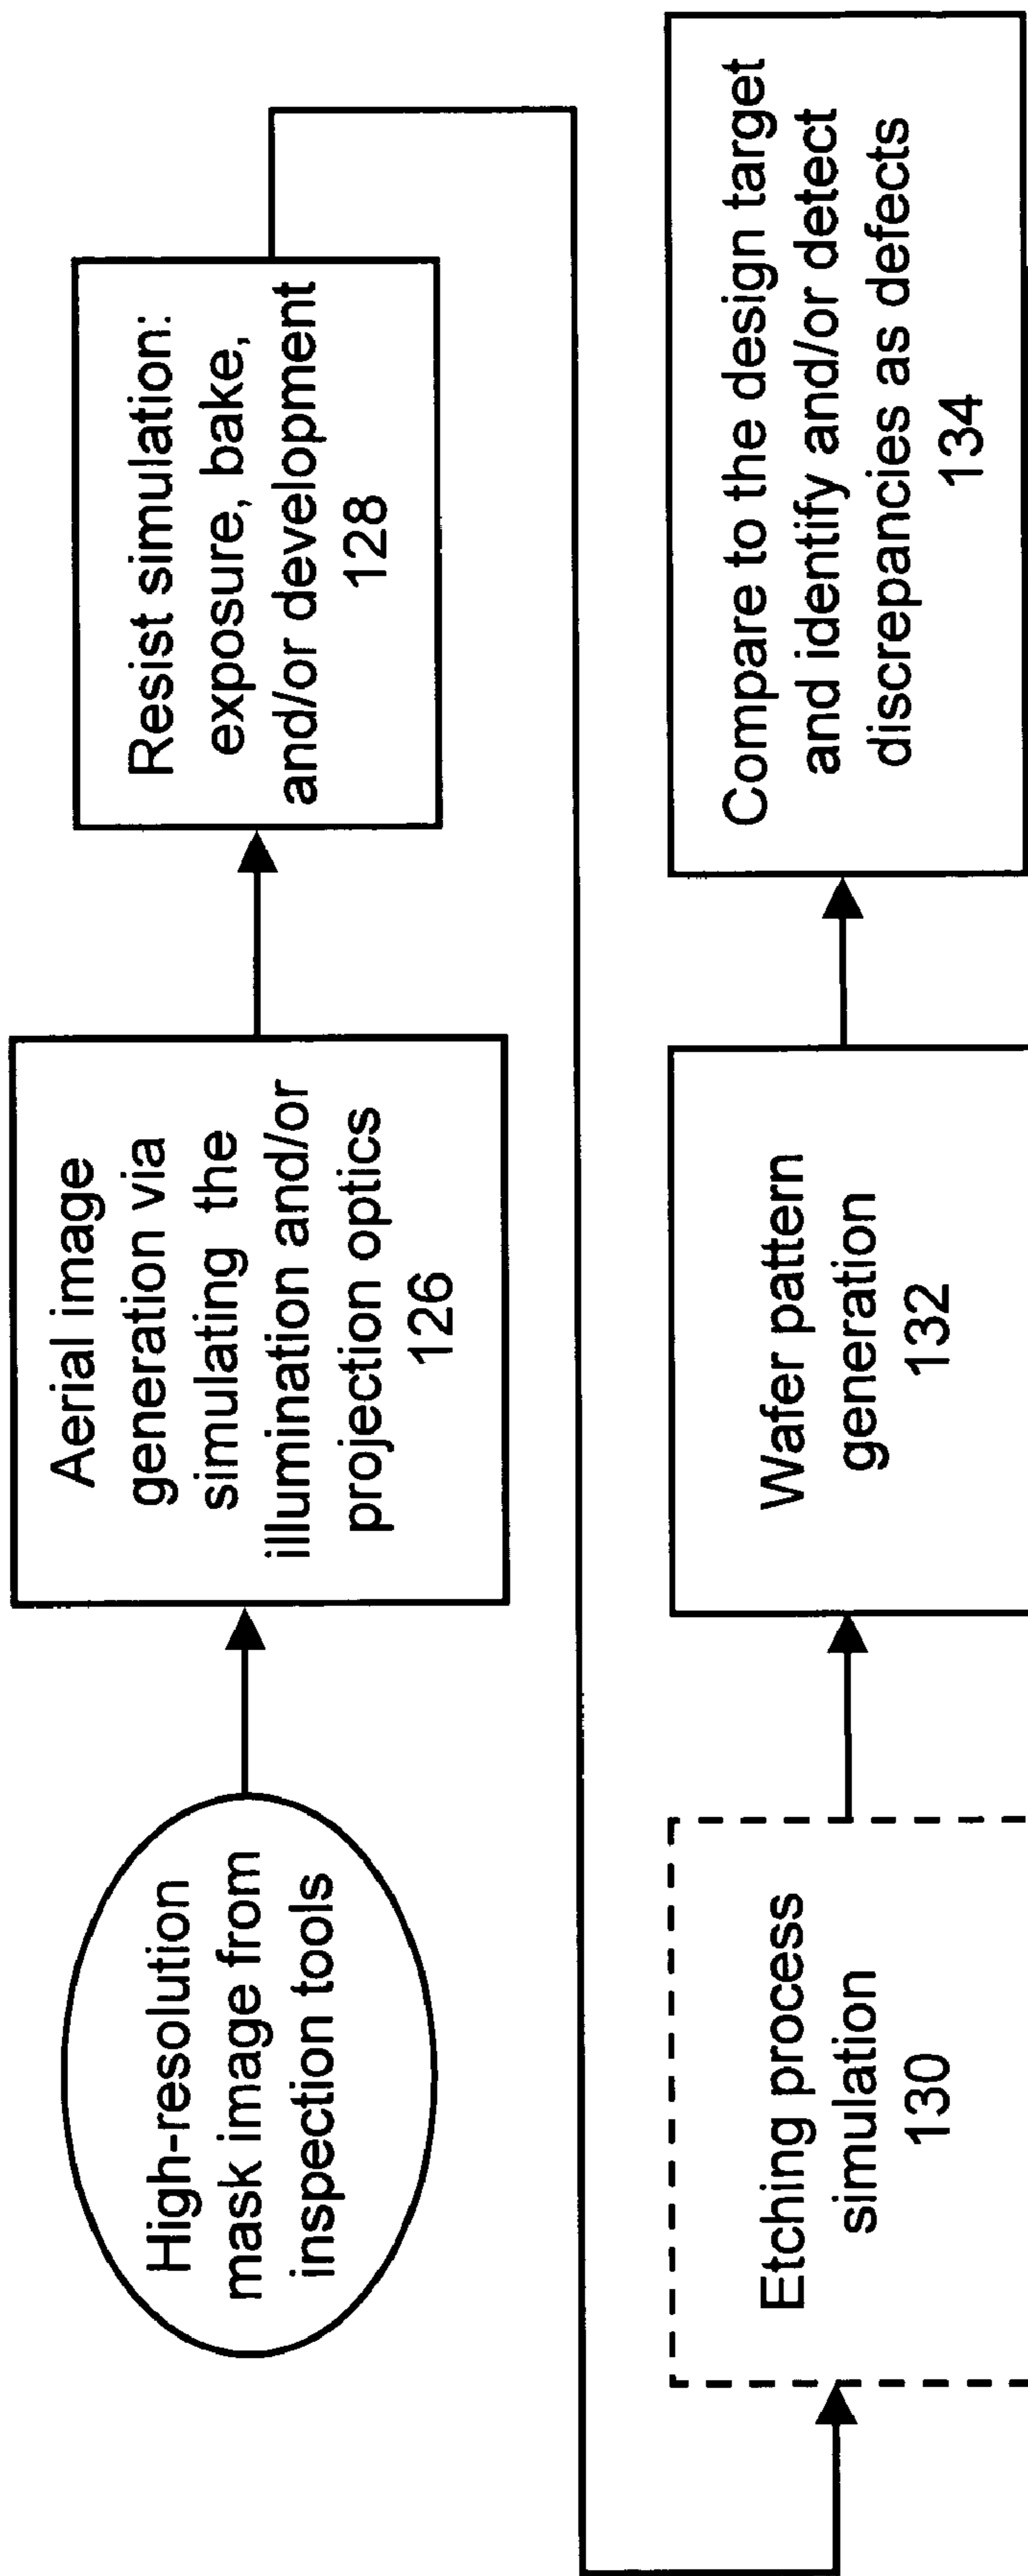 High-resolution
mask image from
inspection tools
Aerial image
generation via
simulating the
illumination and/or
projection optics
126
Resist simulation:
exposure, bake,
and/or development
128
Etching process
simulation
130
Wafer pattern
generation
132
Compare to the design target
and identify and/or detect
discrepancies as defects
134